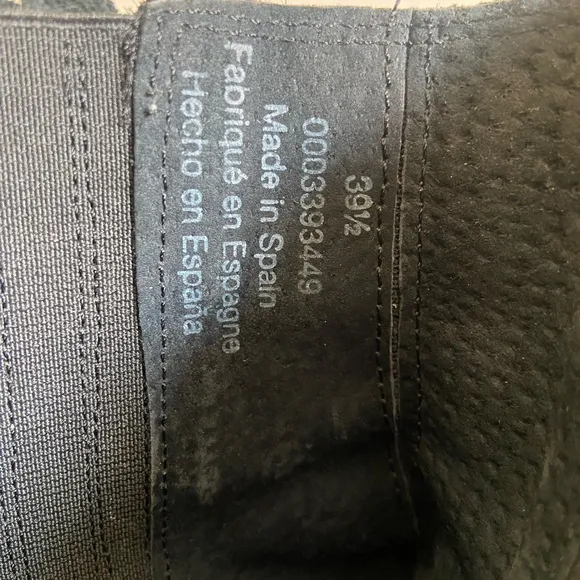 39½
0003393449
Made in Spain
Fabriqué en Espagne
Hecho en España